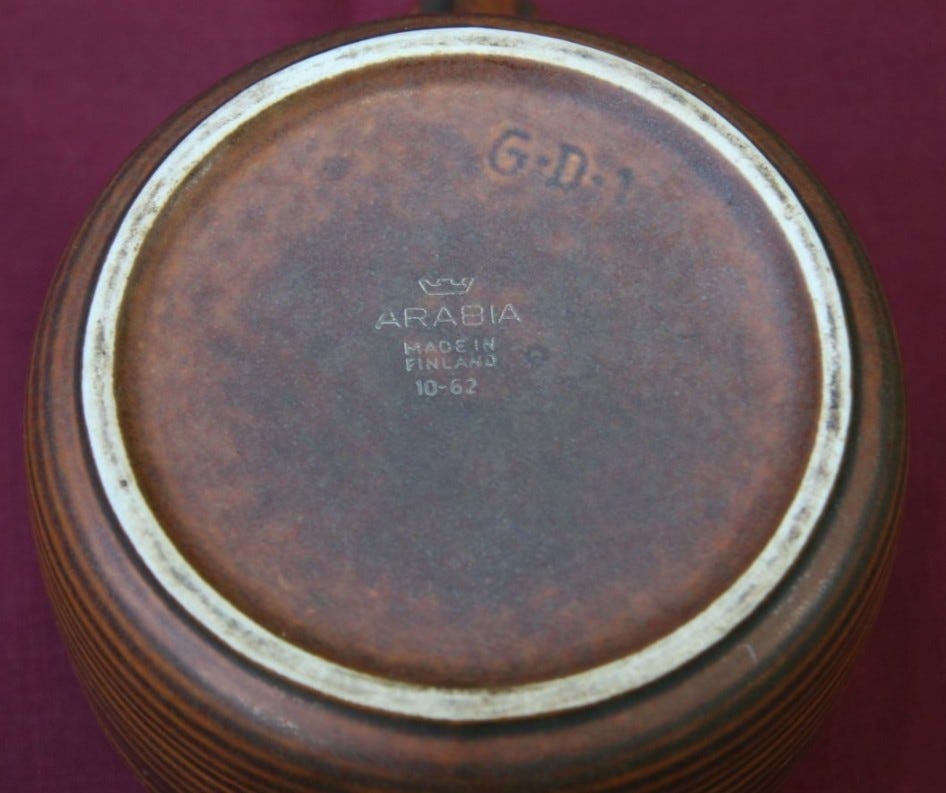 G-D-1
ARABIA
MADE IN
FINLAND
10-62